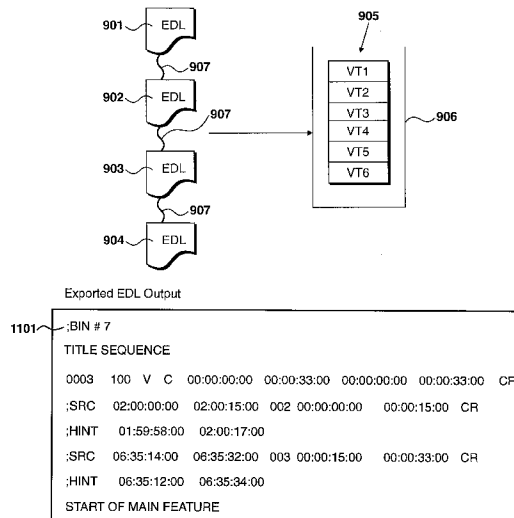 901 EDL
905
907
VT1
902 EDL
907
VT2
VT3
906
VT4
903 EDL
VT5
VT6
907
904 EDL
Exported EDL Output
1101 ;BIN # 7
TITLE SEQUENCE
0003 100 V C 00:00:00:00 00:00:33:00 00:00:00:00 00:00:33:00 CF
;SRC 02:00:00:00 02:00:15:00 002 00:00:00:00 00:00:15:00 CR
;HINT 01:59:58:00 02:00:17:00
;SRC 06:35:14:00 06:35:32:00 003 00:00:15:00 00:00:33:00 CR
;HINT 06:35:12:00 06:35:34:00
START OF MAIN FEATURE